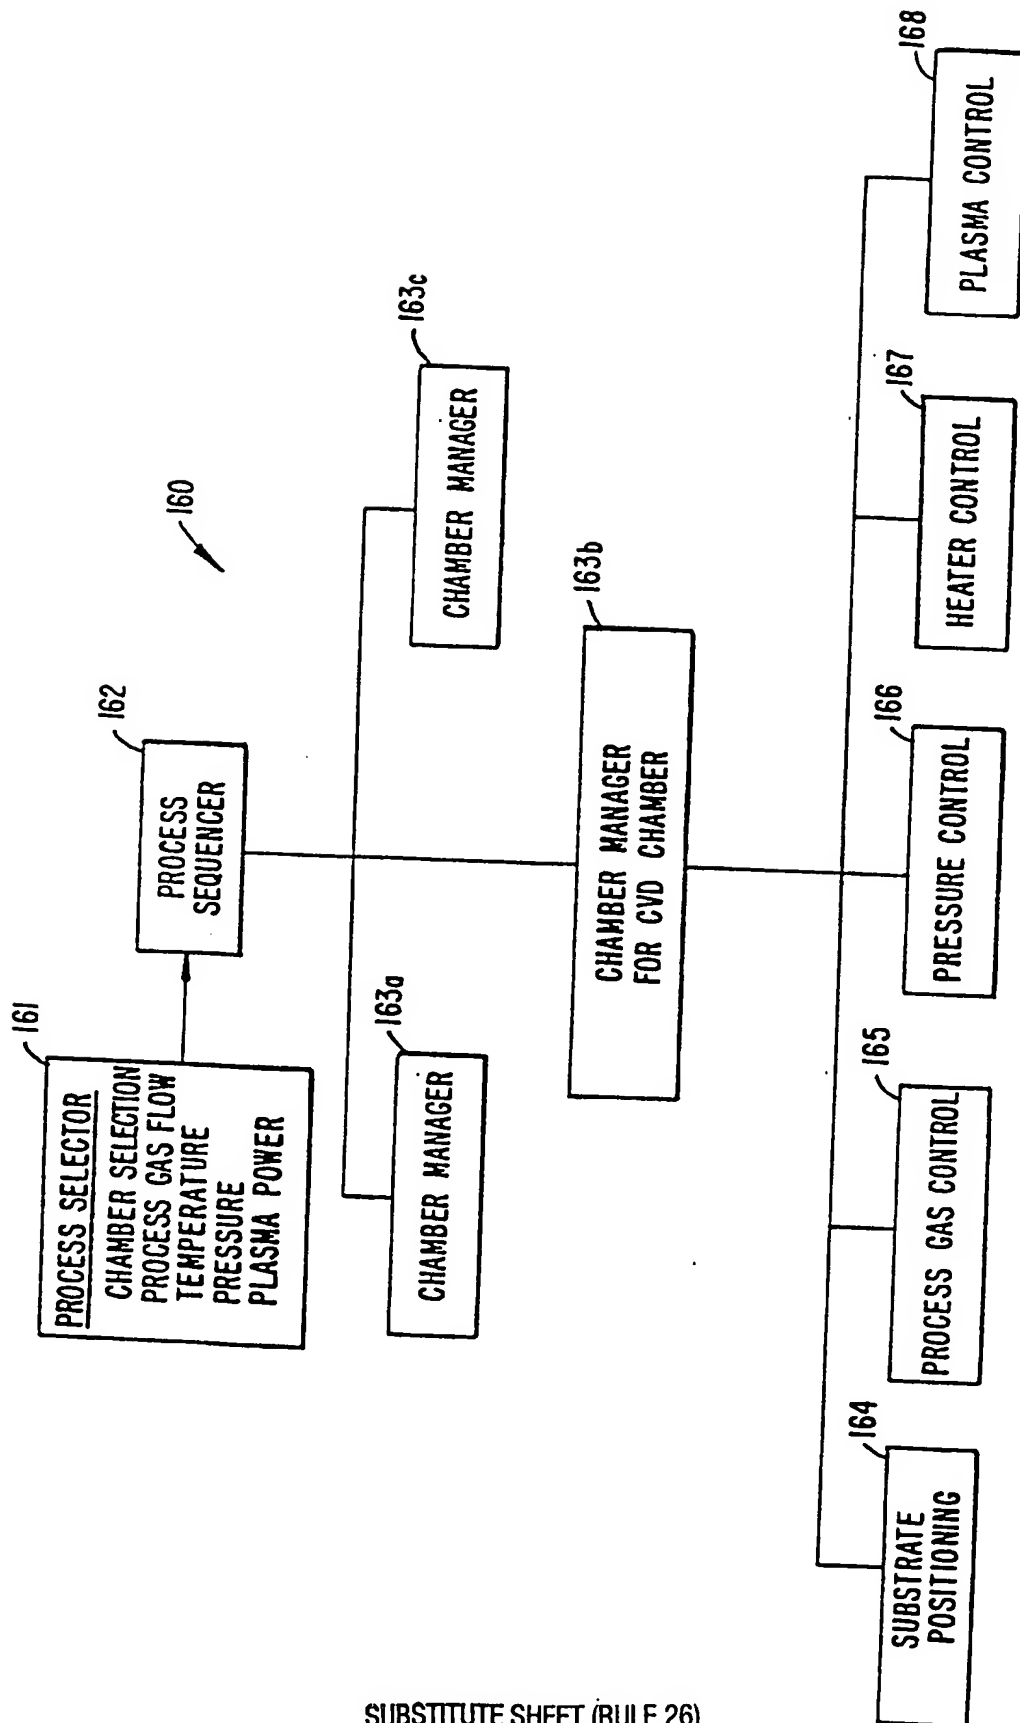 160
161
PROCESS SELECTOR
CHAMBER SELECTION
PROCESS GAS FLOW
TEMPERATURE
PRESSURE
PLASMA POWER
162
PROCESS
SEQUENCER
163a
CHAMBER MANAGER
163c
CHAMBER MANAGER
163b
CHAMBER MANAGER
FOR CVD CHAMBER
164
SUBSTRATE
POSITIONING
165
PROCESS GAS CONTROL
166
PRESSURE CONTROL
167
HEATER CONTROL
168
PLASMA CONTROL
SUBSTITUTE SHEET (RULE 26)